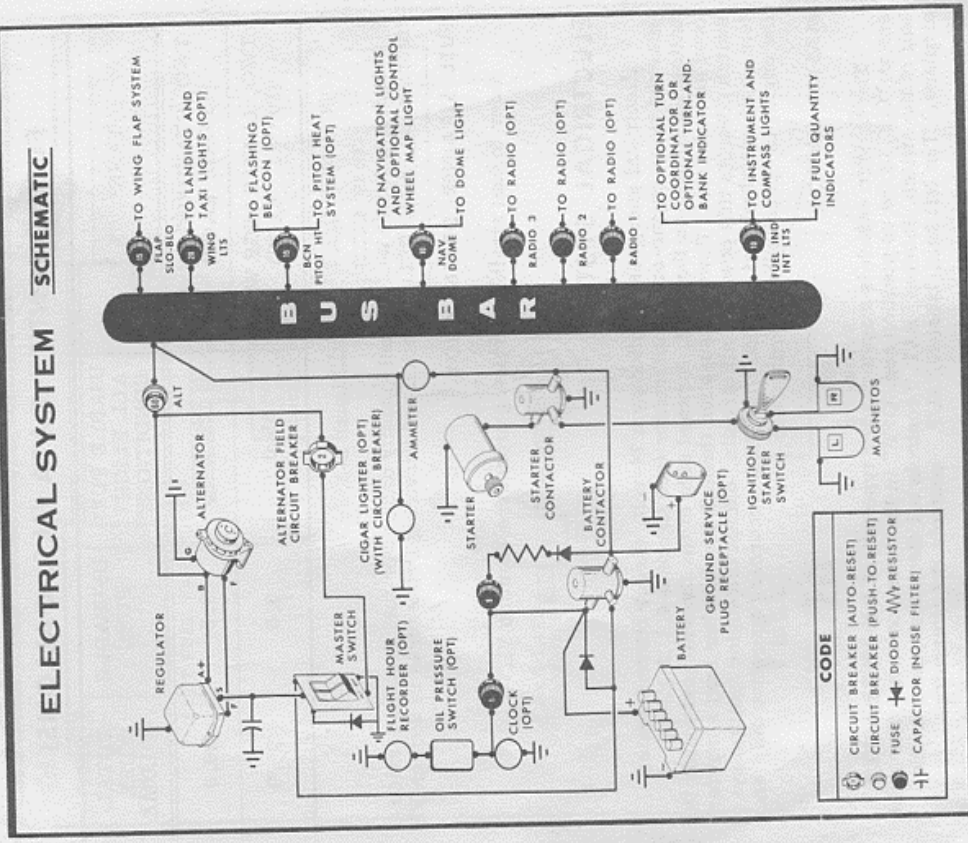 ELECTRICAL SYSTEM SCHEMATIC
REGULATOR
A+
S
F
B
F
G
ALTERNATOR
ALT
60
ALTERNATOR FIELD
CIRCUIT BREAKER
2
MASTER
SWITCH
CIGAR LIGHTER (OPT)
(WITH CIRCUIT BREAKER)
AMMETER
FLIGHT HOUR
RECORDER (OPT)
OIL PRESSURE
SWITCH (OPT)
CLOCK
(OPT)
STARTER
STARTER
CONTACTOR
BATTERY
CONTACTOR
GROUND SERVICE
PLUG RECEPTACLE (OPT)
- +
BATTERY
+ -
IGNITION
STARTER
SWITCH
L
R
MAGNETOS
BUS BAR
15
FLAP
SLO-BLO
TO WING FLAP SYSTEM
20
WING
LTS
TO LANDING AND
TAXI LIGHTS (OPT)
BCN
PITOT HT
TO FLASHING
BEACON (OPT)
TO PITOT HEAT
SYSTEM (OPT)
NAV
DOME
TO NAVIGATION LIGHTS
AND OPTIONAL CONTROL
WHEEL MAP LIGHT
TO DOME LIGHT
RADIO 3
TO RADIO (OPT)
RADIO 2
TO RADIO (OPT)
RADIO 1
TO RADIO (OPT)
FUEL IND
INT LTS
TO OPTIONAL TURN
COORDINATOR OR
OPTIONAL TURN-AND-
BANK INDICATOR
TO INSTRUMENT AND
COMPASS LIGHTS
TO FUEL QUANTITY
INDICATORS
CODE
CIRCUIT BREAKER (AUTO-RESET)
CIRCUIT BREAKER (PUSH-TO-RESET)
FUSE DIODE RESISTOR
CAPACITOR (NOISE FILTER)